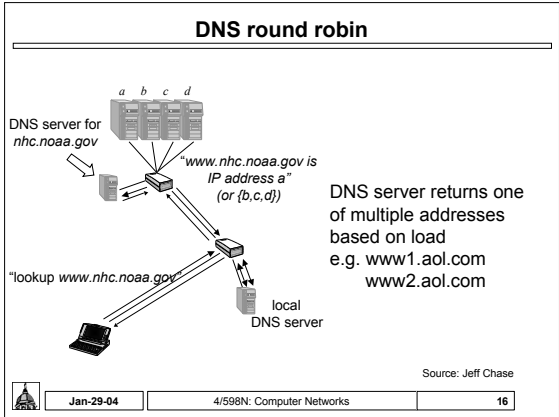 DNS round robin
a b c d
DNS server for
nhc.noaa.gov
“www.nhc.noaa.gov is
IP address a”
(or {b,c,d})
DNS server returns one
of multiple addresses
based on load
e.g. www1.aol.com
www2.aol.com
“lookup www.nhc.noaa.gov”
local
DNS server
Source: Jeff Chase
Jan-29-04
4/598N: Computer Networks
16